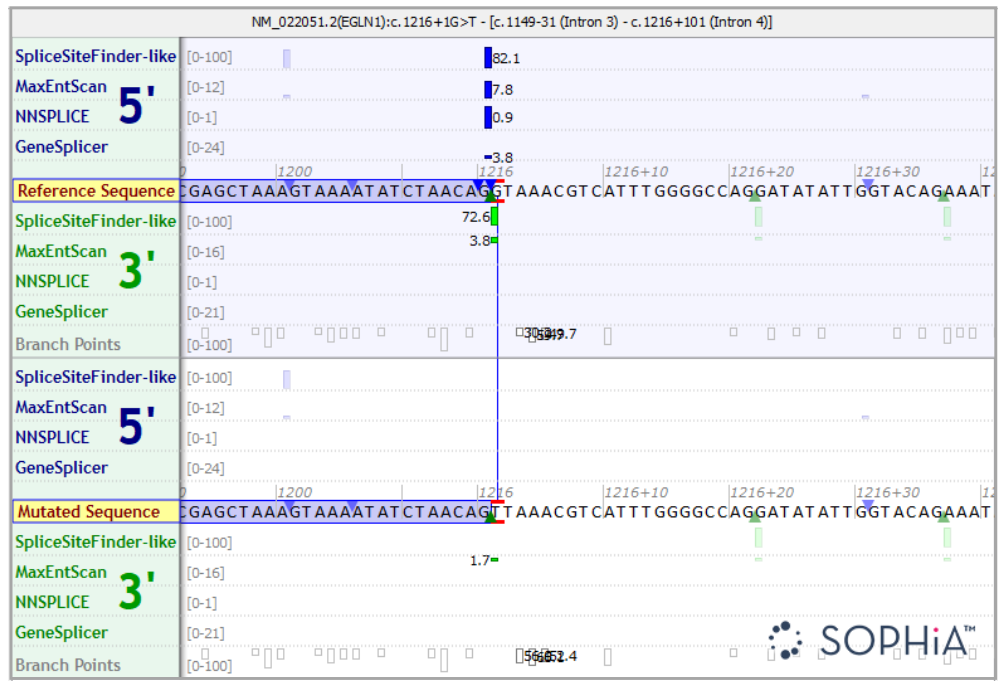 NM_022051.2(EGLN1):c.1216+1G>T - [c.1149-31 (Intron 3) - c.1216+101 (Intron 4)]
SpliceSiteFinder-like [0-100] 82.1
MaxEntScan [0-12] 7.8
5'
NNSPLICE [0-1] 0.9
GeneSplicer [0-24] 3.8
1200 1216 1216+10 1216+20 1216+30
Reference Sequence CGAGCTAAAGTAAAATATCTAACAGGTAAACGTCATTTGGGGCCAGGATATATTGGTACAGAAAT
SpliceSiteFinder-like [0-100] 72.6
MaxEntScan [0-16] 3.8
3'
NNSPLICE [0-1]
GeneSplicer [0-21]
Branch Points [0-100]
SpliceSiteFinder-like [0-100]
MaxEntScan [0-12]
5'
NNSPLICE [0-1]
GeneSplicer [0-24]
1200 1216 1216+10 1216+20 1216+30
Mutated Sequence CGAGCTAAAGTAAAATATCTAACAGTTAAACGTCATTTGGGGCCAGGATATATTGGTACAGAAAT
SpliceSiteFinder-like [0-100]
MaxEntScan [0-16] 1.7
3'
NNSPLICE [0-1]
GeneSplicer [0-21]
Branch Points [0-100]
SOPHiA™